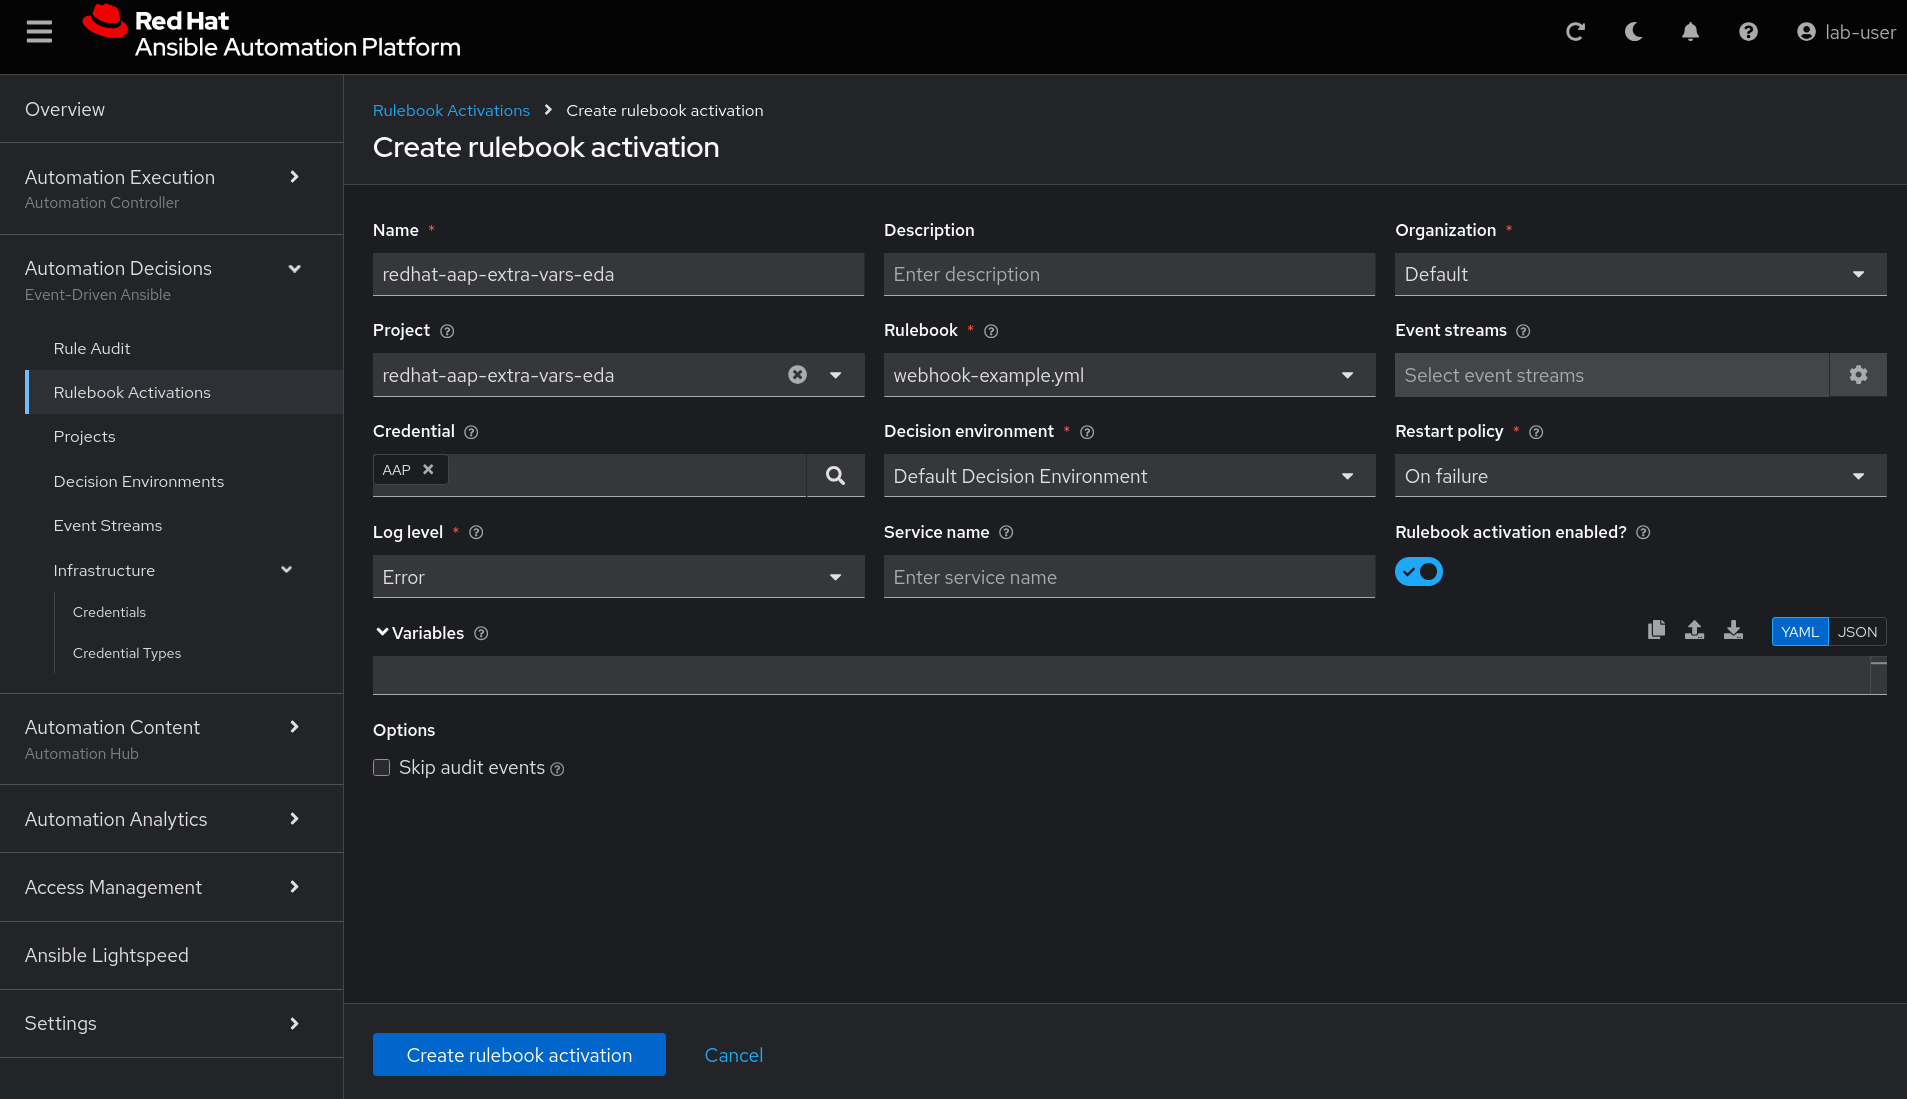 Red Hat
Ansible Automation Platform
lab-user
Overview
Automation Execution
Automation Controller
Automation Decisions
Event-Driven Ansible
Rule Audit
Rulebook Activations
Projects
Decision Environments
Event Streams
Infrastructure
Credentials
Credential Types
Automation Content
Automation Hub
Automation Analytics
Access Management
Ansible Lightspeed
Settings
Rulebook Activations > Create rulebook activation
Create rulebook activation
Name * Description Organization *
redhat-aap-extra-vars-eda Enter description Default
Project Rulebook * Event streams
redhat-aap-extra-vars-eda webhook-example.yml Select event streams
Credential Decision environment * Restart policy *
AAP Default Decision Environment On failure
Log level * Service name Rulebook activation enabled?
Error Enter service name
Variables YAML JSON
Options
Skip audit events
Create rulebook activation Cancel